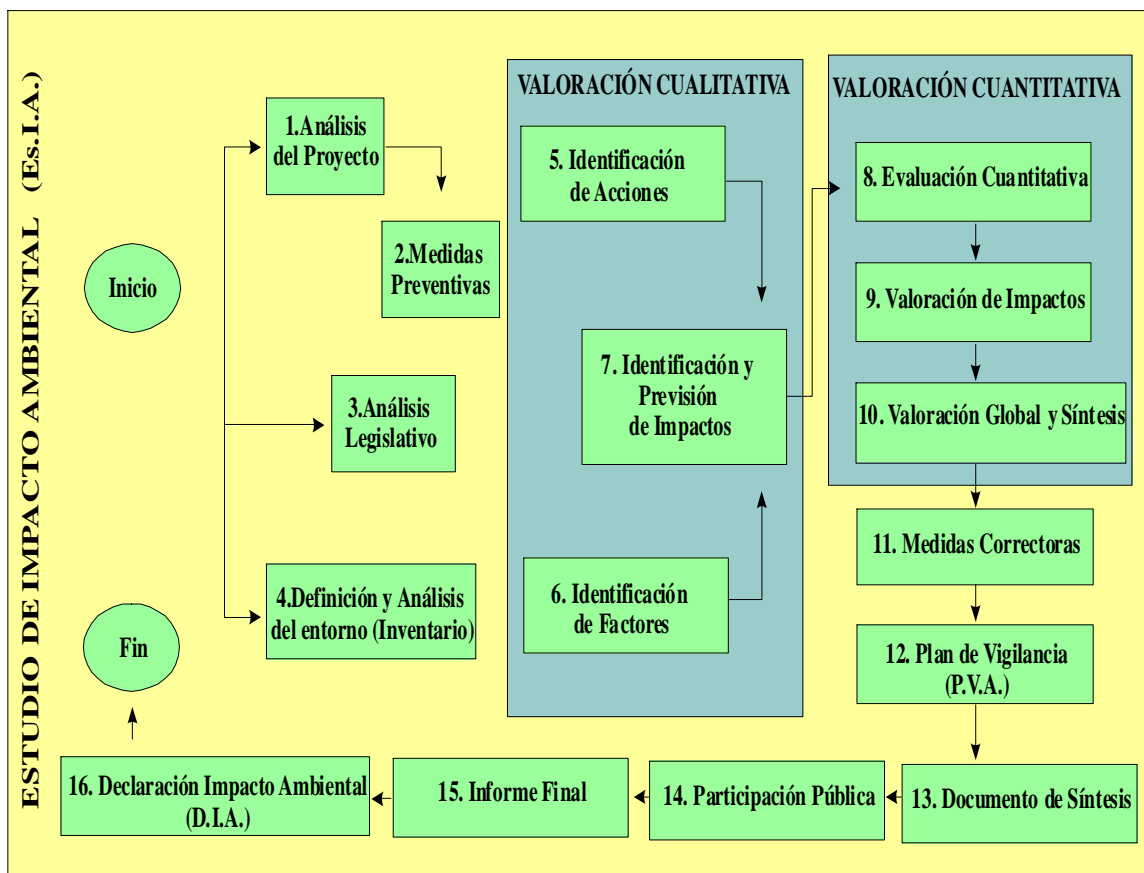 ESTUDIO DE IMPACTO AMBIENTAL (Es.I.A.)
Inicio
1.Análisis
del Proyecto
2.Medidas
Preventivas
3.Análisis
Legislativo
4.Definición y Análisis
del entorno (Inventario)
VALORACIÓN CUALITATIVA
5. Identificación
de Acciones
6. Identificación
de Factores
7. Identificación y
Previsión
de Impactos
VALORACIÓN CUANTITATIVA
8. Evaluación Cuantitativa
9. Valoración de Impactos
10. Valoración Global y Síntesis
11. Medidas Correctoras
12. Plan de Vigilancia
(P.V.A.)
13. Documento de Síntesis
14. Participación Pública
15. Informe Final
16. Declaración Impacto Ambiental
(D.I.A.)
Fin